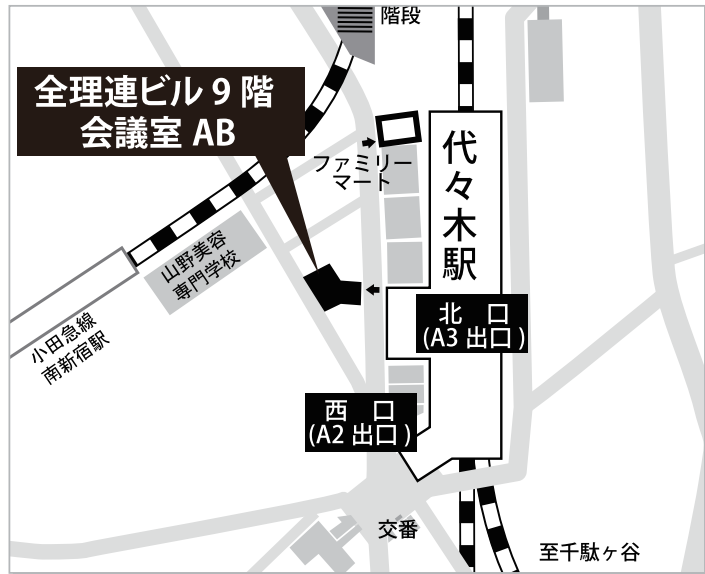 階段
全理連ビル 9 階
会議室 AB
ファミリー
マート
代々木駅
山野美容
専門学校
小田急線
南新宿駅
北 口
(A3 出口 )
西 口
(A2 出口 )
交番
至千駄ヶ谷